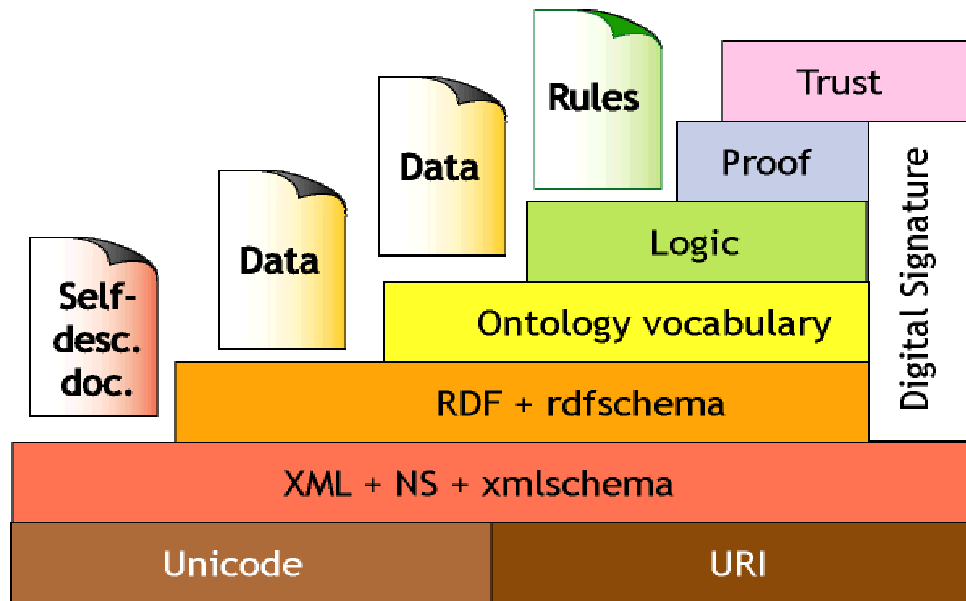 Rules
Trust
Data
Proof
Data
Logic
Self-
desc.
doc.
Ontology vocabulary
Digital Signature
RDF + rdfschema
XML + NS + xmlschema
Unicode
URI